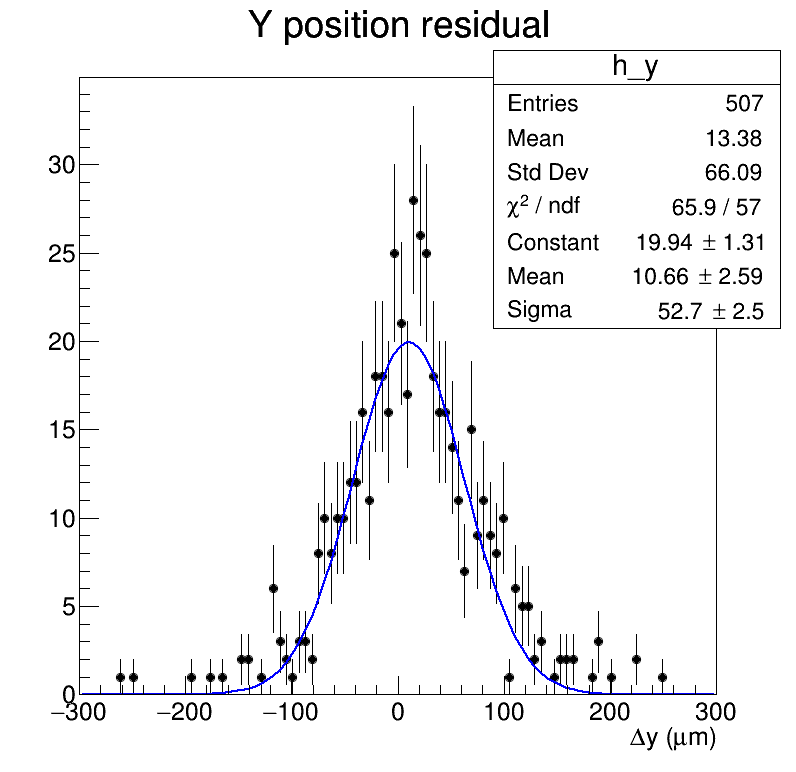 Y position residual
h_y
Entries 507
Mean 13.38
Std Dev 66.09
χ² / ndf 65.9 / 57
Constant 19.94 ± 1.31
Mean 10.66 ± 2.59
Sigma 52.7 ± 2.5
30
25
20
15
10
5
0
−300 −200 −100 0 100 200 300
Δy (μm)